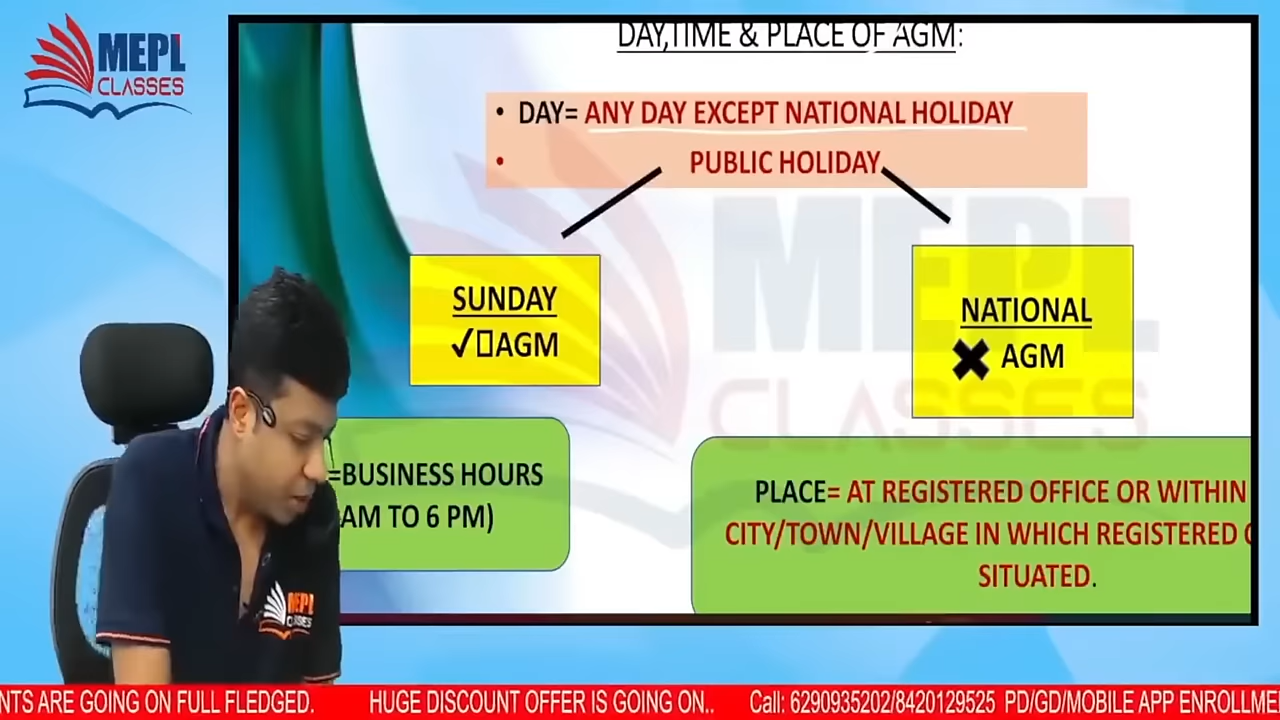 MEPL
CLASSES
DAY,TIME & PLACE OF AGM:
• DAY= ANY DAY EXCEPT NATIONAL HOLIDAY
• PUBLIC HOLIDAY
SUNDAY
✓▯AGM
NATIONAL
✖ AGM
=BUSINESS HOURS
AM TO 6 PM)
PLACE= AT REGISTERED OFFICE OR WITHIN
CITY/TOWN/VILLAGE IN WHICH REGISTERED
SITUATED.
MEPL
CLASSES
MEPL
CLASSES
NTS ARE GOING ON FULL FLEDGED. HUGE DISCOUNT OFFER IS GOING ON.. Call: 6290935202/8420129525 PD/GD/MOBILE APP ENROLLME